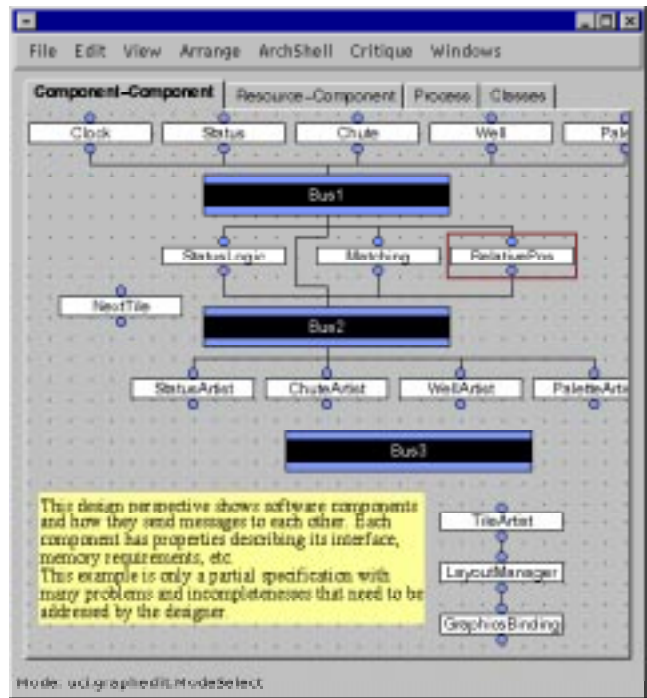 File Edit View Arrange ArchShell Critique Windows
Component-Component Resource-Component Process Classes
Clock Status Chute Well Pale
Bus1
StatusLogic Matching RelativePos
NextTile
Bus2
StatusArtist ChuteArtist WellArtist PaletteArtis
Bus3
This design perspective shows software components
and how they send messages to each other. Each
component has properties describing its interface,
memory requirements, etc.
This example is only a partial specification with
many problems and incompletenesses that need to be
addressed by the designer.
TileArtist
LayoutManager
GraphicsBinding
Mode: uci.graphedit.ModeSelect